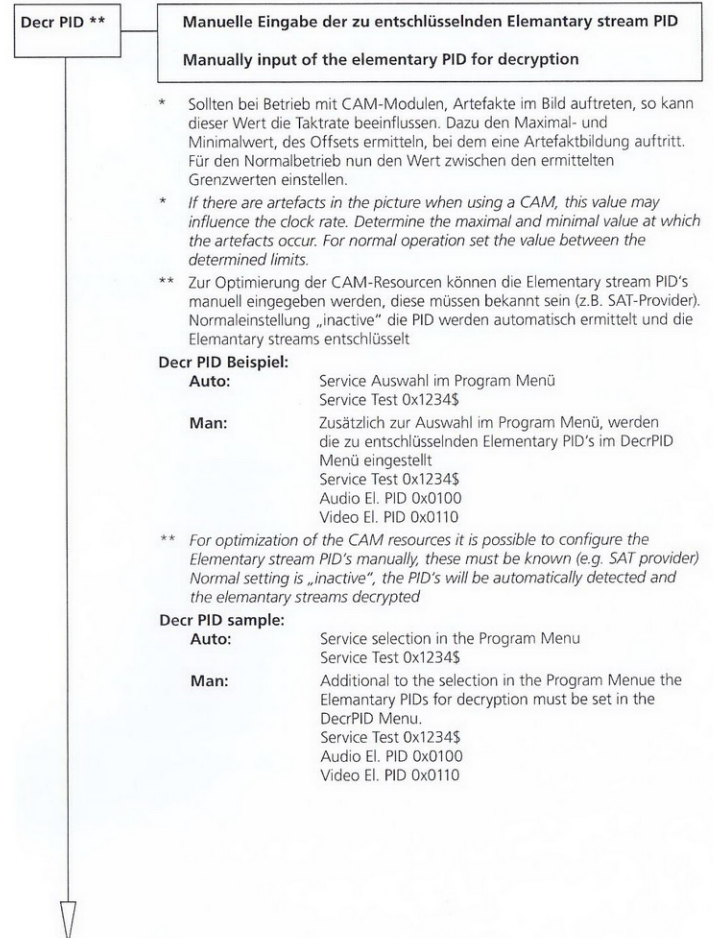 Decr PID **
Manuelle Eingabe der zu entschlüsselnden Elemantary stream PID
Manually input of the elementary PID for decryption
* Sollten bei Betrieb mit CAM-Modulen, Artefakte im Bild auftreten, so kann
dieser Wert die Taktrate beeinflussen. Dazu den Maximal- und
Minimalwert, des Offsets ermitteln, bei dem eine Artefaktbildung auftritt.
Für den Normalbetrieb nun den Wert zwischen den ermittelten
Grenzwerten einstellen.
* If there are artefacts in the picture when using a CAM, this value may
influence the clock rate. Determine the maximal and minimal value at which
the artefacts occur. For normal operation set the value between the
determined limits.
** Zur Optimierung der CAM-Resourcen können die Elementary stream PID's
manuell eingegeben werden, diese müssen bekannt sein (z.B. SAT-Provider).
Normaleinstellung „inactive" die PID werden automatisch ermittelt und die
Elemantary streams entschlüsselt
Decr PID Beispiel:
Auto: Service Auswahl im Program Menü
Service Test 0x1234$
Man: Zusätzlich zur Auswahl im Program Menü, werden
die zu entschlüsselnden Elementary PID's im DecrPID
Menü eingestellt
Service Test 0x1234$
Audio El. PID 0x0100
Video El. PID 0x0110
** For optimization of the CAM resources it is possible to configure the
Elementary stream PID's manually, these must be known (e.g. SAT provider)
Normal setting is „inactive", the PID's will be automatically detected and
the elemantary streams decrypted
Decr PID sample:
Auto: Service selection in the Program Menu
Service Test 0x1234$
Man: Additional to the selection in the Program Menue the
Elemantary PIDs for decryption must be set in the
DecrPID Menu.
Service Test 0x1234$
Audio El. PID 0x0100
Video El. PID 0x0110